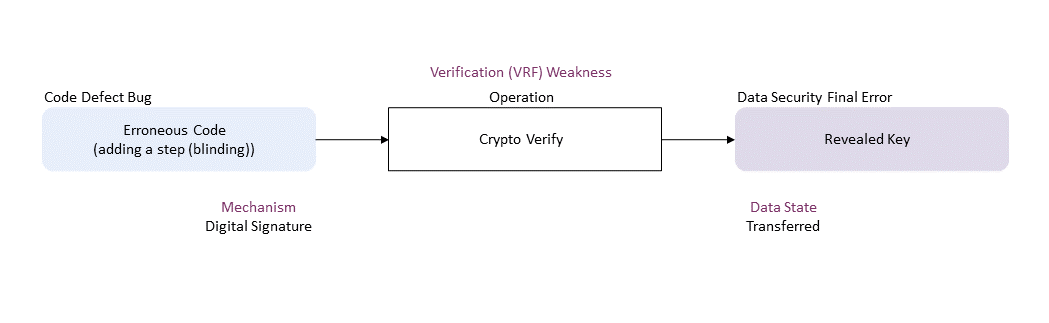 Verification (VRF) Weakness
Code Defect Bug
Operation
Data Security Final Error
Erroneous Code
(adding a step (blinding))
Crypto Verify
Revealed Key
Mechanism
Digital Signature
Data State
Transferred